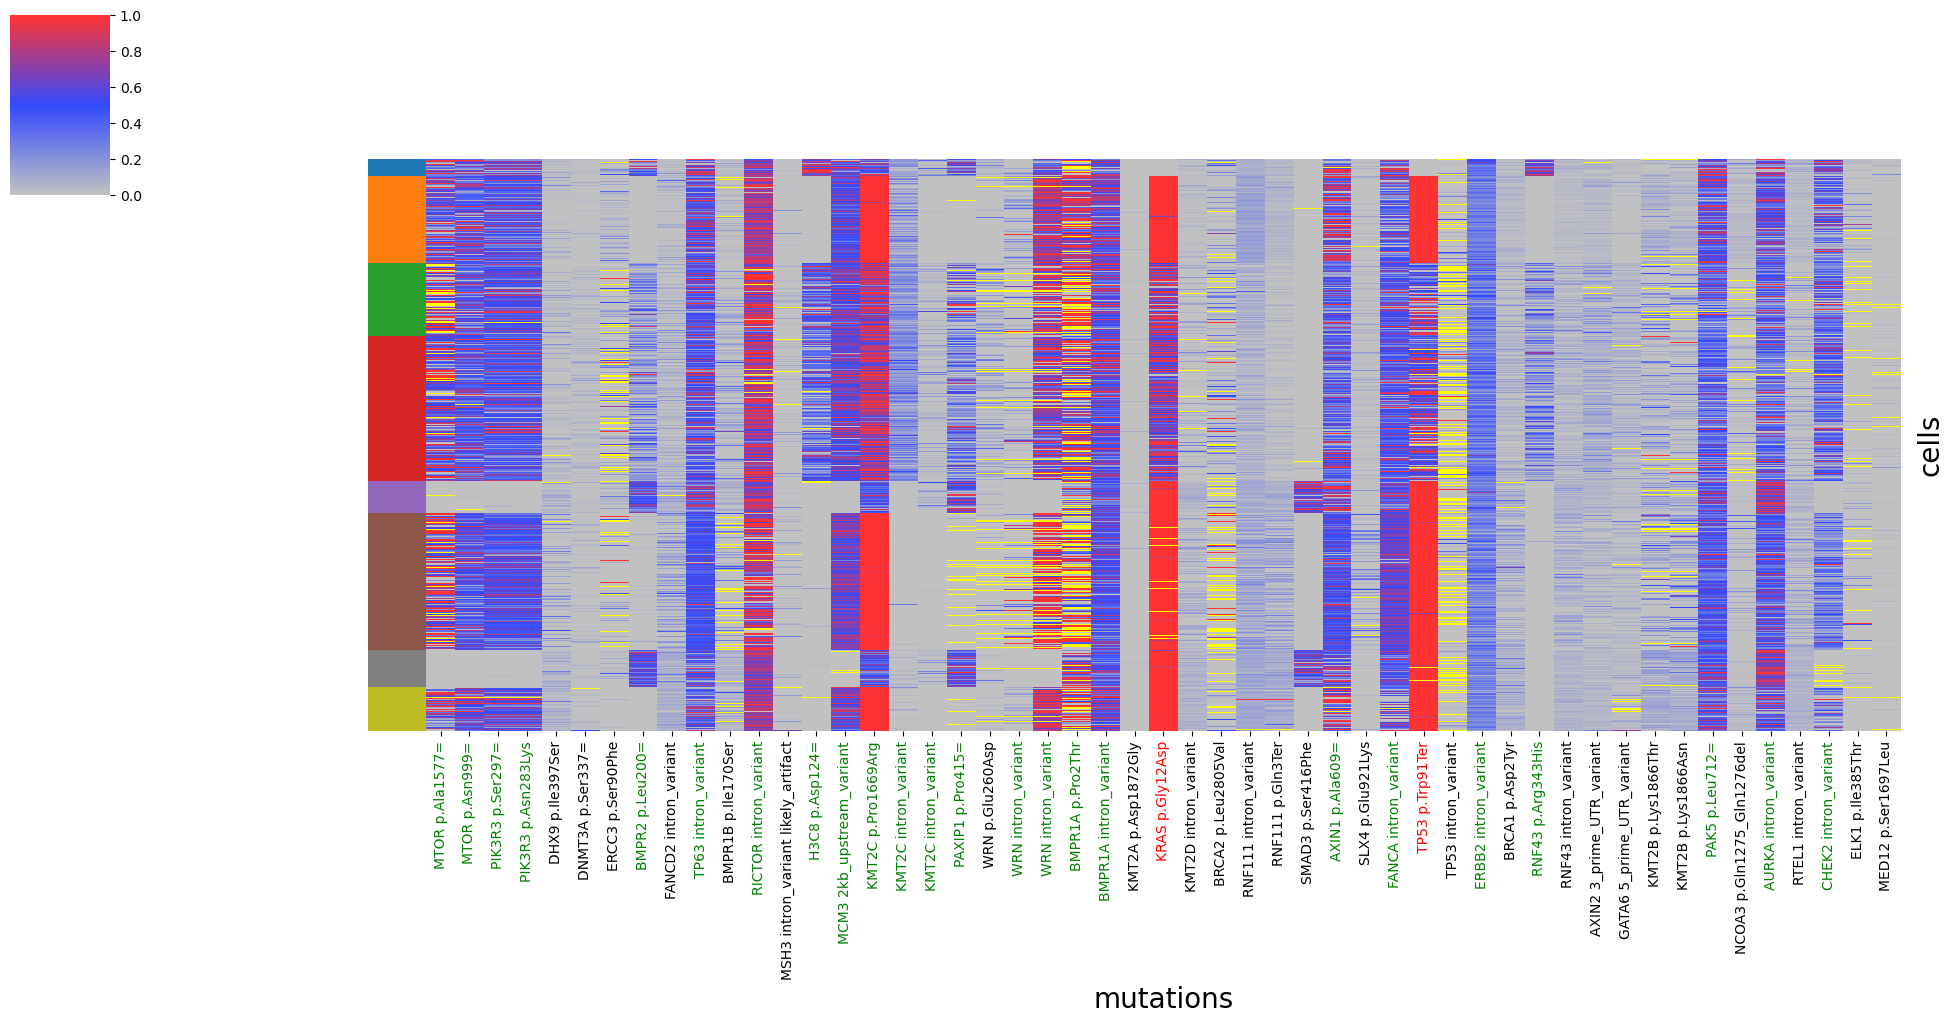 1.0
0.8
0.6
0.4
0.2
0.0
cells
MTOR p.Ala1577=
MTOR p.Asn999=
PIK3R3 p.Ser297=
PIK3R3 p.Asn283Lys
DHX9 p.Ile397Ser
DNMT3A p.Ser337=
ERCC3 p.Ser90Phe
BMPR2 p.Leu200=
FANCD2 intron_variant
TP63 intron_variant
BMPR1B p.Ile170Ser
RICTOR intron_variant
MSH3 intron_variant likely_artifact
H3C8 p.Asp124=
MCM3 2kb_upstream_variant
KMT2C p.Pro1669Arg
KMT2C intron_variant
KMT2C intron_variant
PAXIP1 p.Pro415=
WRN p.Glu260Asp
WRN intron_variant
WRN intron_variant
BMPR1A p.Pro2Thr
BMPR1A intron_variant
KMT2A p.Asp1872Gly
KRAS p.Gly12Asp
KMT2D intron_variant
BRCA2 p.Leu2805Val
RNF111 intron_variant
RNF111 p.Gln3Ter
SMAD3 p.Ser416Phe
AXIN1 p.Ala609=
SLX4 p.Glu921Lys
FANCA intron_variant
TP53 p.Trp91Ter
TP53 intron_variant
ERBB2 intron_variant
BRCA1 p.Asp2Tyr
RNF43 p.Arg343His
RNF43 intron_variant
AXIN2 3_prime_UTR_variant
GATA6 5_prime_UTR_variant
KMT2B p.Lys1866Thr
KMT2B p.Lys1866Asn
PAK5 p.Leu712=
NCOA3 p.Gln1275_Gln1276del
AURKA intron_variant
RTEL1 intron_variant
CHEK2 intron_variant
ELK1 p.Ile385Thr
MED12 p.Ser1697Leu
mutations